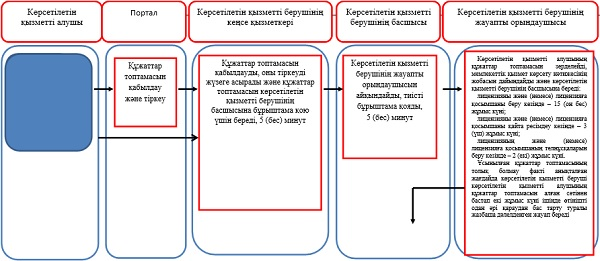 Көрсетілетін
қызметті алушы
Портал
Көрсетілетін қызметті берушінің
кеңсе қызметкері
Көрсетілетін қызметті
берушінің басшысы
Көрсетілетін қызметті берушінің
жауапты орындаушысы
Құжаттар
топтамасын
қабылдау
және тіркеу
Құжаттар топтамасын
қабылдауды, оны тіркеуді
жүзеге асырады және құжаттар
топтамасын көрсетілетін
қызметті берушінің
басшысына бұрыштама қою
үшін береді, 5 (бес) минут
Көрсетілетін қызметті
берушінің жауапты
орындаушысын
айқындайды, тиісті
бұрыштама қояды,
5 (бес) минут
Көрсетілетін қызметті алушының
құжаттар топтамасын зерделейді,
мемлекеттік қызмет көрсету нәтижесінің
жобасын дайындайды және көрсетілетін
қызметті берушінің басшысына береді:
лицензияны және (немесе) лицензияға
қосымшаны беру кезінде – 15 (он бес)
жұмыс күні;
лицензияны және (немесе) лицензияға
қосымшаны қайта ресімдеу кезінде – 3
(үш) жұмыс күні;
лицензияның және (немесе)
лицензияға қосымшаның телнұсқаларын
беру кезінде – 2 (екі) жұмыс күні.
Ұсынылған құжаттар топтамасының
толық болмау фактi анықталған
жағдайда көрсетілетін қызметті беруші
көрсетілетін қызметті алушының
құжаттар топтамасын алған сәтінен
бастап екі жұмыс күні ішінде өтінішті
одан әрі қараудан бас тарту туралы
жазбаша дәлелденген жауап береді